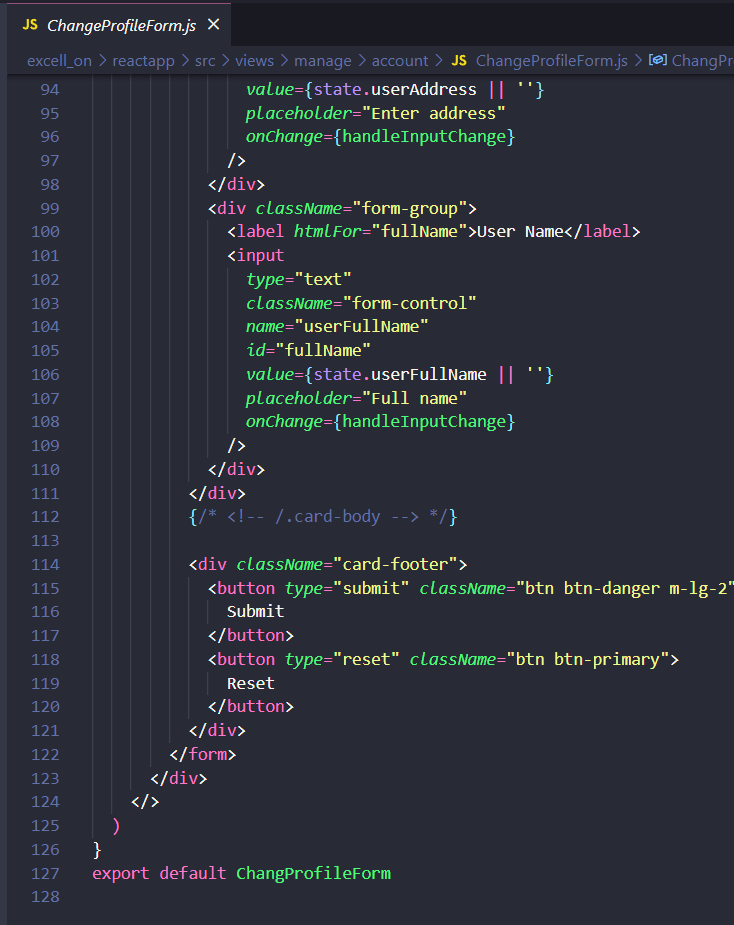 JS ChangeProfileForm.js ×
excell_on > reactapp > src > views > manage > account > JS ChangeProfileForm.js > ChangPr
94 value={state.userAddress || ''}
95 placeholder="Enter address"
96 onChange={handleInputChange}
97 />
98 </div>
99 <div className="form-group">
100 <label htmlFor="fullName">User Name</label>
101 <input
102 type="text"
103 className="form-control"
104 name="userFullName"
105 id="fullName"
106 value={state.userFullName || ''}
107 placeholder="Full name"
108 onChange={handleInputChange}
109 />
110 </div>
111 </div>
112 {/* <!-- /.card-body --> */}
113
114 <div className="card-footer">
115 <button type="submit" className="btn btn-danger m-lg-2"
116 Submit
117 </button>
118 <button type="reset" className="btn btn-primary">
119 Reset
120 </button>
121 </div>
122 </form>
123 </div>
124 </>
125 )
126 }
127 export default ChangProfileForm
128